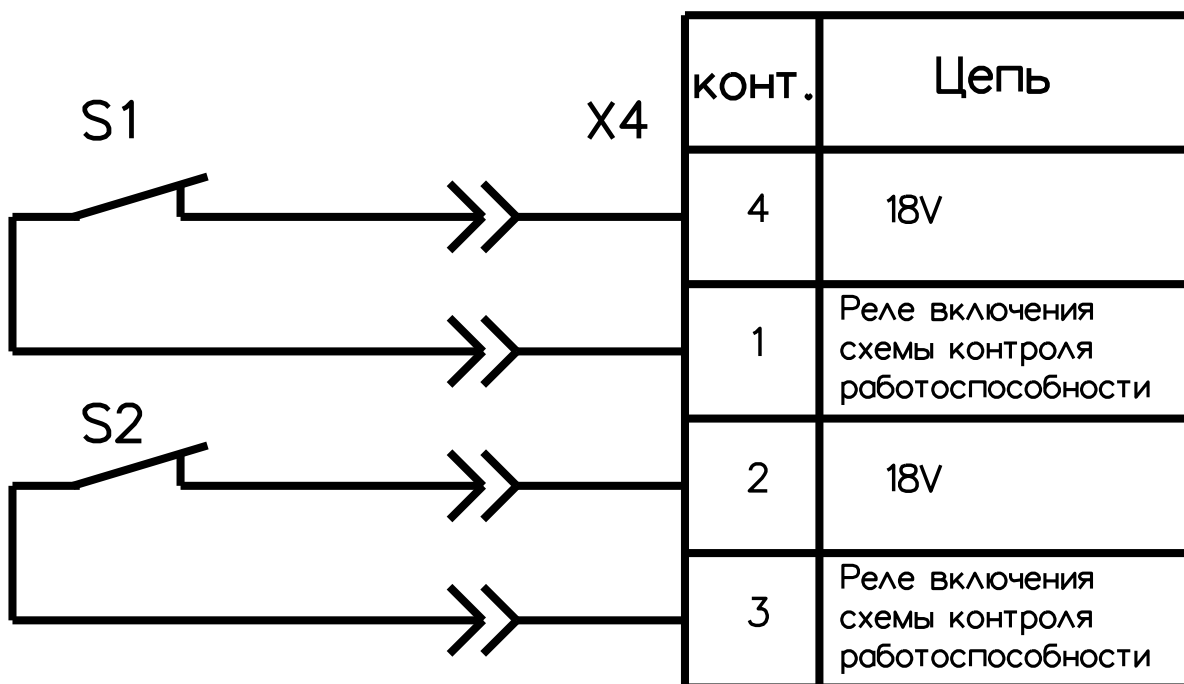 S1
X4
конт.
Цепь
4
18V
1
Реле включения
схемы контроля
работоспособности
S2
2
18V
3
Реле включения
схемы контроля
работоспособности